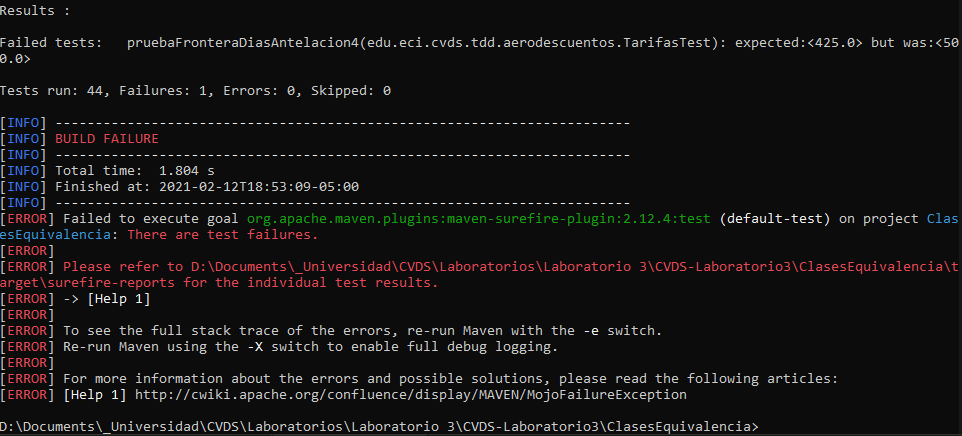 Results :
Failed tests:   pruebaFronteraDiasAntelacion4(edu.eci.cvds.tdd.aerodescuentos.TarifasTest): expected:<425.0> but was:<50
0.0>
Tests run: 44, Failures: 1, Errors: 0, Skipped: 0
[INFO] ------------------------------------------------------------------------
[INFO] BUILD FAILURE
[INFO] ------------------------------------------------------------------------
[INFO] Total time:  1.804 s
[INFO] Finished at: 2021-02-12T18:53:09-05:00
[INFO] ------------------------------------------------------------------------
[ERROR] Failed to execute goal org.apache.maven.plugins:maven-surefire-plugin:2.12.4:test (default-test) on project Clas
esEquivalencia: There are test failures.
[ERROR]
[ERROR] Please refer to D:\Documents\_Universidad\CVDS\Laboratorios\Laboratorio 3\CVDS-Laboratorio3\ClasesEquivalencia\t
arget\surefire-reports for the individual test results.
[ERROR] -> [Help 1]
[ERROR]
[ERROR] To see the full stack trace of the errors, re-run Maven with the -e switch.
[ERROR] Re-run Maven using the -X switch to enable full debug logging.
[ERROR]
[ERROR] For more information about the errors and possible solutions, please read the following articles:
[ERROR] [Help 1] http://cwiki.apache.org/confluence/display/MAVEN/MojoFailureException
D:\Documents\_Universidad\CVDS\Laboratorios\Laboratorio 3\CVDS-Laboratorio3\ClasesEquivalencia>